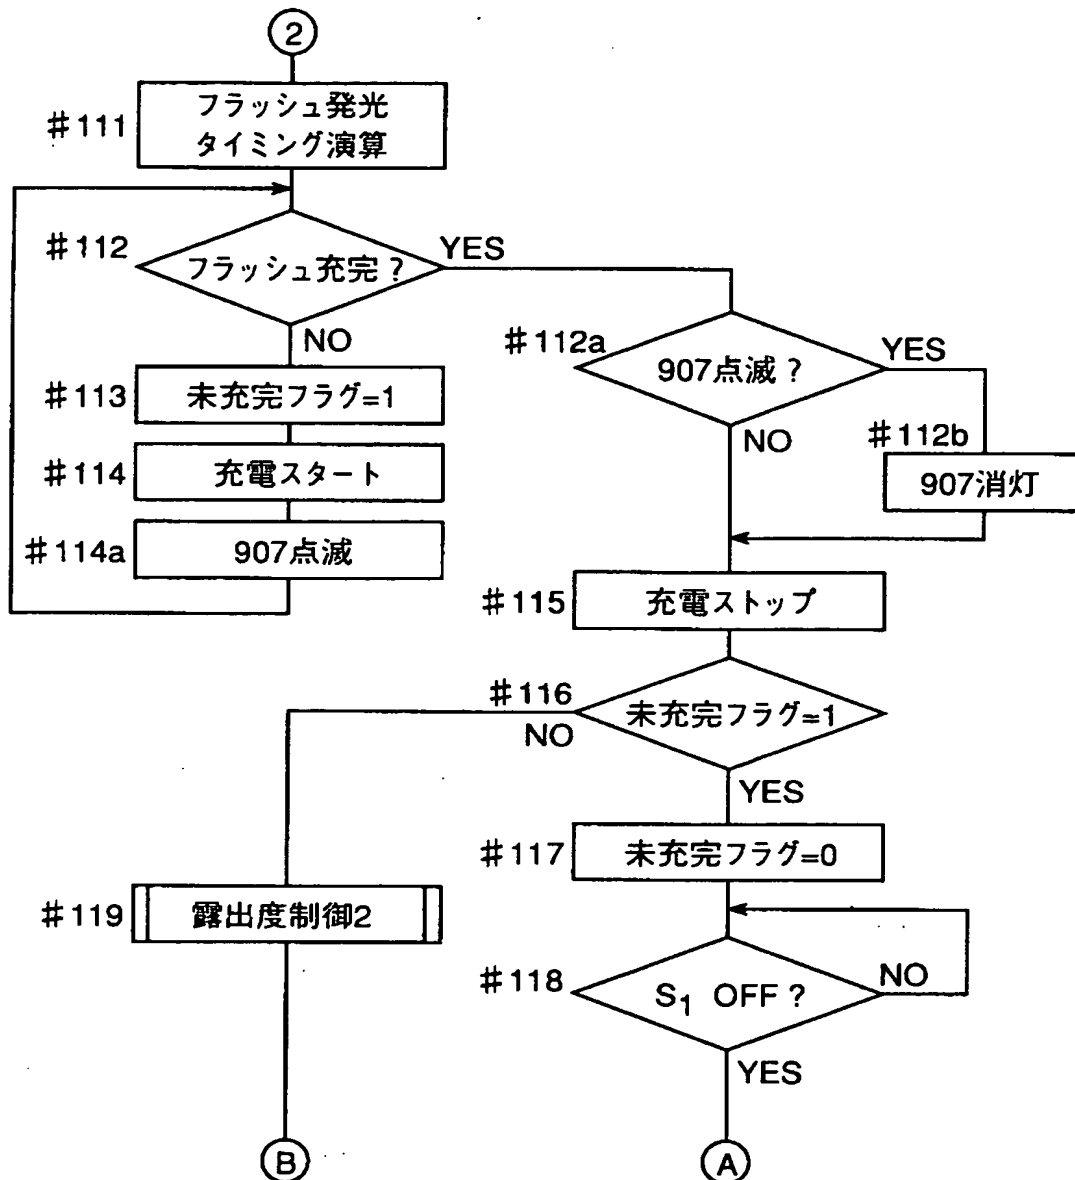 2
#111
フラッシュ発光
タイミング演算
#112
フラッシュ充完?
YES
NO
#113
未充完フラグ=1
#114
充電スタート
#114a
907点滅
#112a
907点滅?
YES
NO
#112b
907消灯
#115
充電ストップ
#116
未充完フラグ=1
NO
YES
#117
未充完フラグ=0
#119
露出度制御2
#118
S1 OFF?
NO
YES
B
A